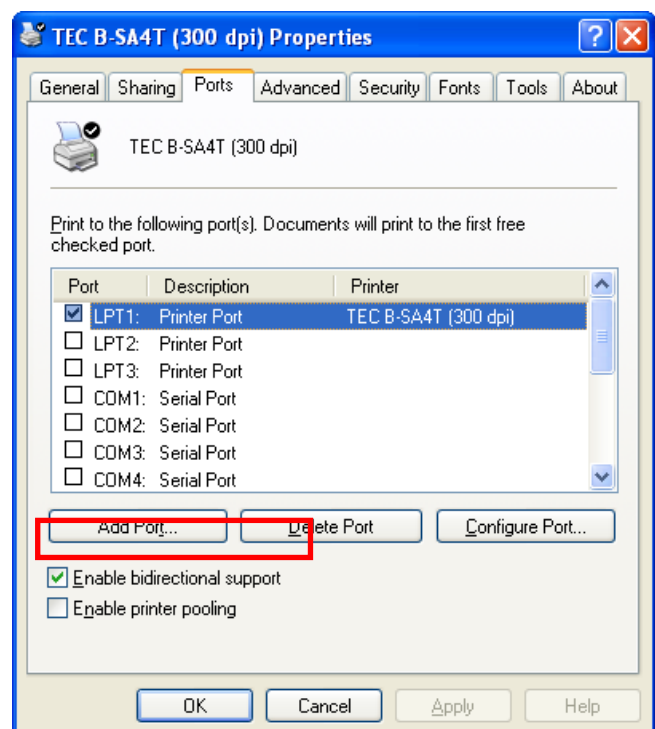 TEC B-SA4T (300 dpi) Properties
General Sharing Ports Advanced Security Fonts Tools About
TEC B-SA4T (300 dpi)
Print to the following port(s). Documents will print to the first free
checked port.
Port Description Printer
LPT1: Printer Port TEC B-SA4T (300 dpi)
LPT2: Printer Port
LPT3: Printer Port
COM1: Serial Port
COM2: Serial Port
COM3: Serial Port
COM4: Serial Port
Add Port... Delete Port Configure Port...
Enable bidirectional support
Enable printer pooling
OK Cancel Apply Help